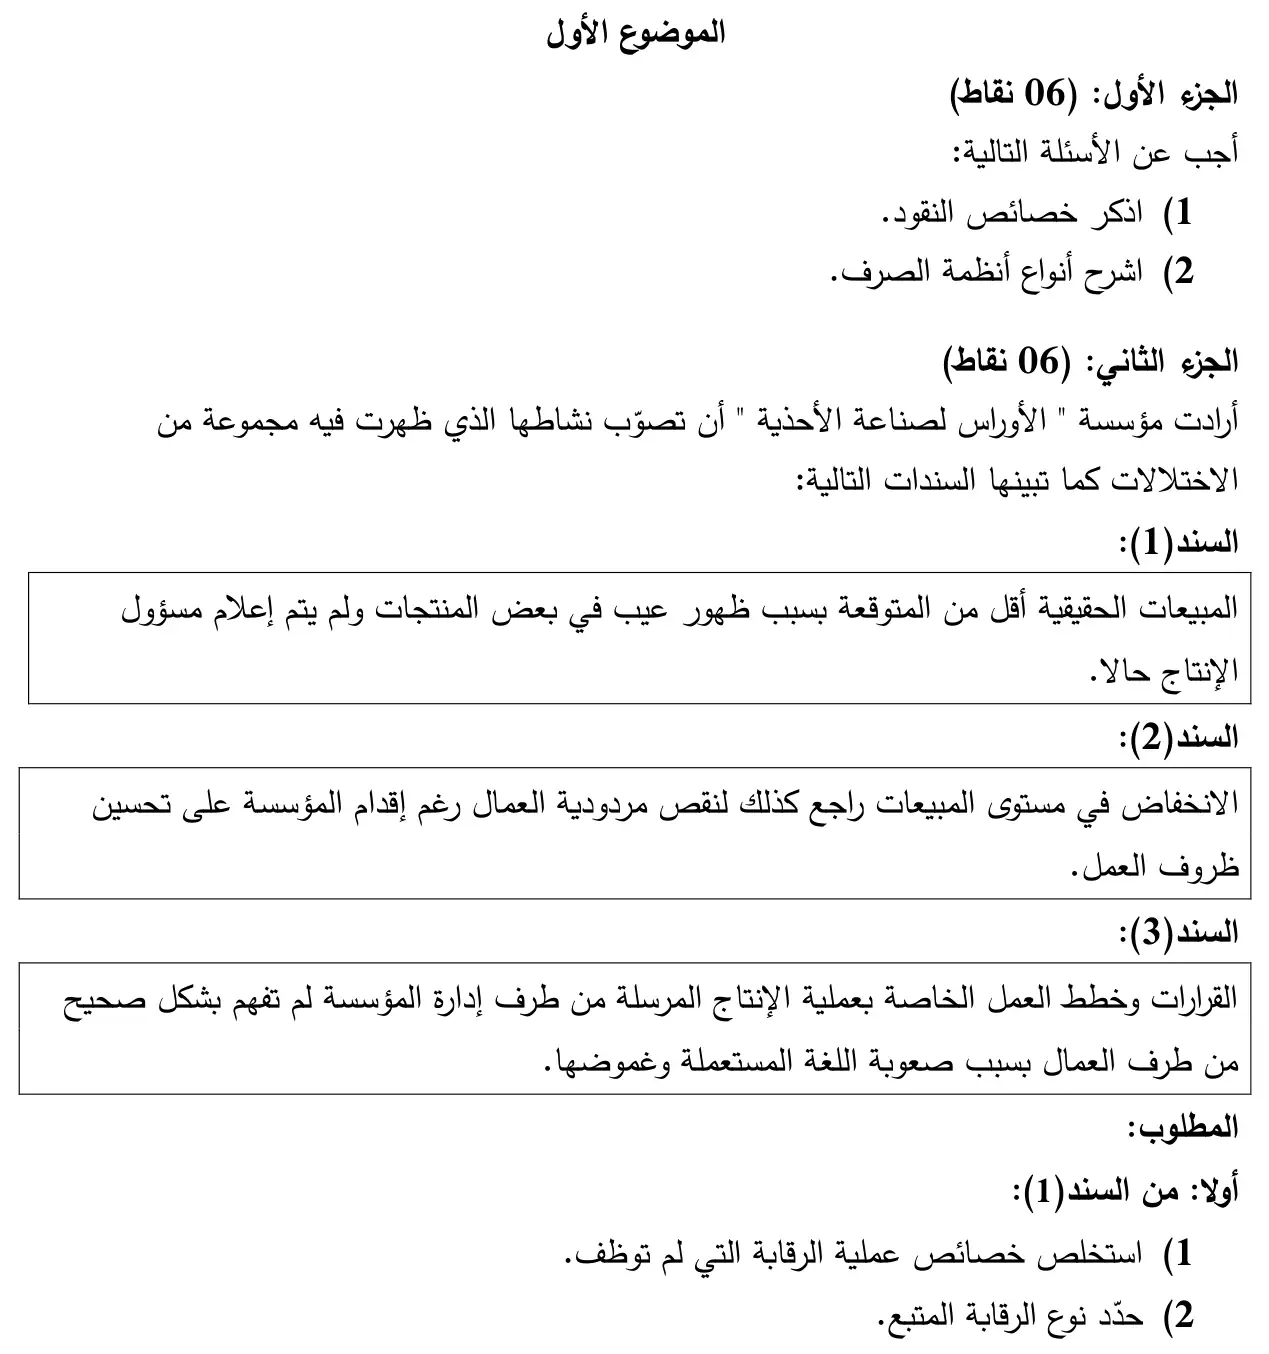 الموضوع الأول
الجزء الأول: (06 نقاط)
أجب عن الأسئلة التالية:
1) اذكر خصائص النقود.
2) اشرح أنواع أنظمة الصرف.
الجزء الثاني: (06 نقاط)
أرادت مؤسسة " الأوراس لصناعة الأحذية " أن تصوّب نشاطها الذي ظهرت فيه مجموعة من
الاختلالات كما تبينها السندات التالية:
السند(1):
المبيعات الحقيقية أقل من المتوقعة بسبب ظهور عيب في بعض المنتجات ولم يتم إعلام مسؤول
الإنتاج حالا.
السند(2):
الانخفاض في مستوى المبيعات راجع كذلك لنقص مردودية العمال رغم إقدام المؤسسة على تحسين
ظروف العمل.
السند(3):
القرارات وخطط العمل الخاصة بعملية الإنتاج المرسلة من طرف إدارة المؤسسة لم تفهم بشكل صحيح
من طرف العمال بسبب صعوبة اللغة المستعملة وغموضها.
المطلوب:
أولا: من السند(1):
1) استخلص خصائص عملية الرقابة التي لم توظف.
2) حدّد نوع الرقابة المتبع.